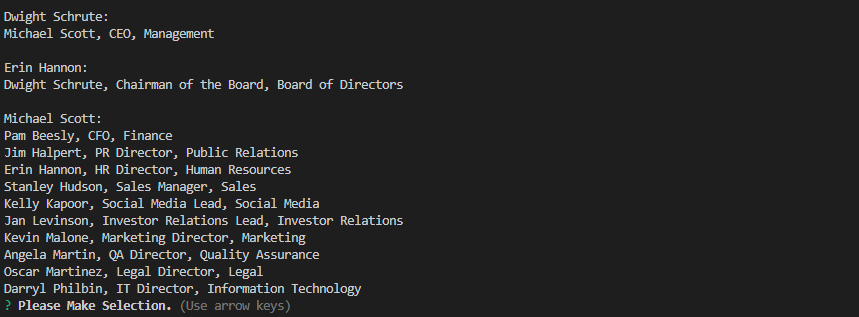 Dwight Schrute:
Michael Scott, CEO, Management
Erin Hannon:
Dwight Schrute, Chairman of the Board, Board of Directors
Michael Scott:
Pam Beesly, CFO, Finance
Jim Halpert, PR Director, Public Relations
Erin Hannon, HR Director, Human Resources
Stanley Hudson, Sales Manager, Sales
Kelly Kapoor, Social Media Lead, Social Media
Jan Levinson, Investor Relations Lead, Investor Relations
Kevin Malone, Marketing Director, Marketing
Angela Martin, QA Director, Quality Assurance
Oscar Martinez, Legal Director, Legal
Darryl Philbin, IT Director, Information Technology
? Please Make Selection. (Use arrow keys)